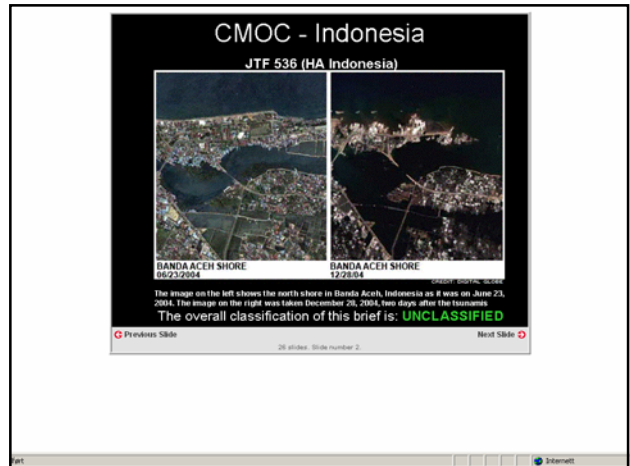 CMOC - Indonesia
JTF 536 (HA Indonesia)
BANDA ACEH SHORE
06/23/2004
BANDA ACEH SHORE
12/28/04
CREDIT: DIGITAL GLOBE
The image on the left shows the north shore in Banda Aceh, Indonesia as it was on June 23,
2004. The image on the right was taken December 28, 2004, two days after the tsunamis
The overall classification of this brief is: UNCLASSIFIED
Previous Slide
Next Slide
26 slides. Slide number 2.
ført
Internett